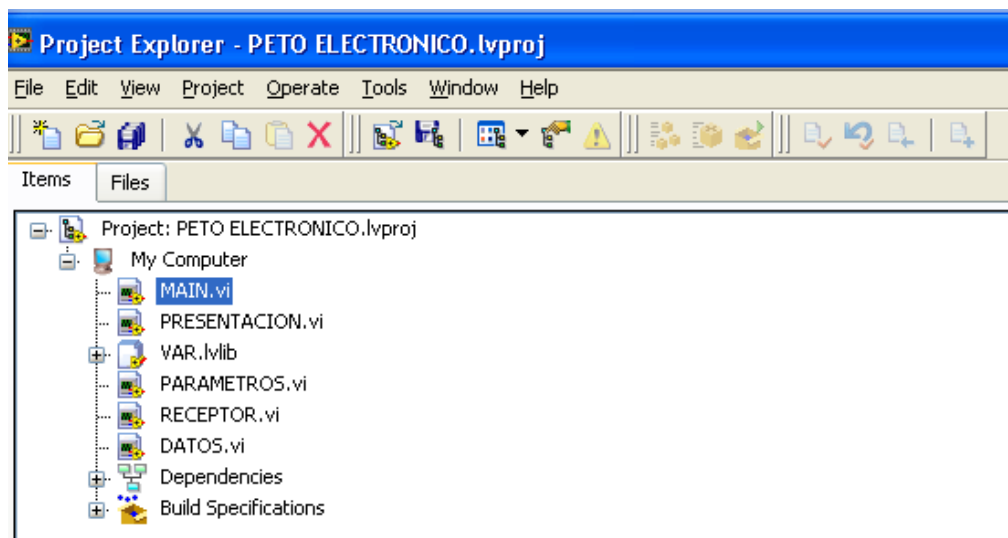 Project Explorer - PETO ELECTRONICO.lvproj
File Edit View Project Operate Tools Window Help
Items Files
Project: PETO ELECTRONICO.lvproj
My Computer
MAIN.vi
PRESENTACION.vi
VAR.lvlib
PARAMETROS.vi
RECEPTOR.vi
DATOS.vi
Dependencies
Build Specifications